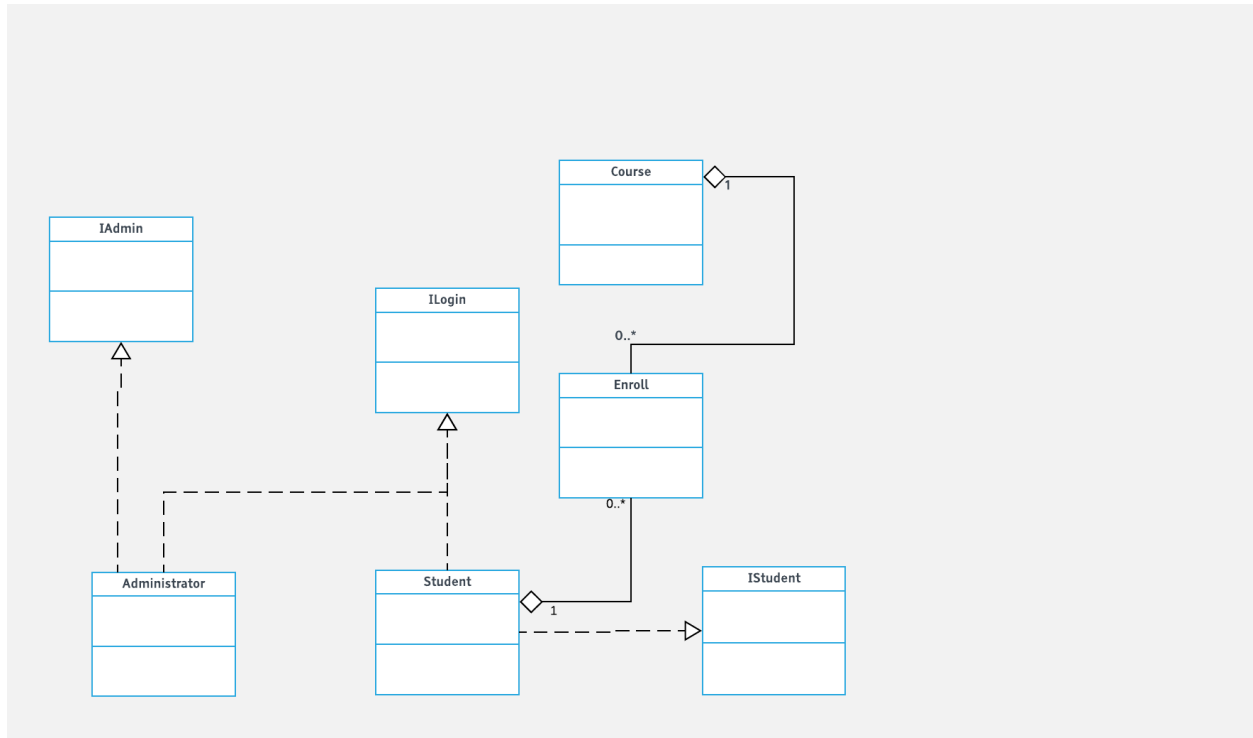 Course
1
IAdmin
ILogin
0..*
Enroll
0..*
Administrator
Student
IStudent
1